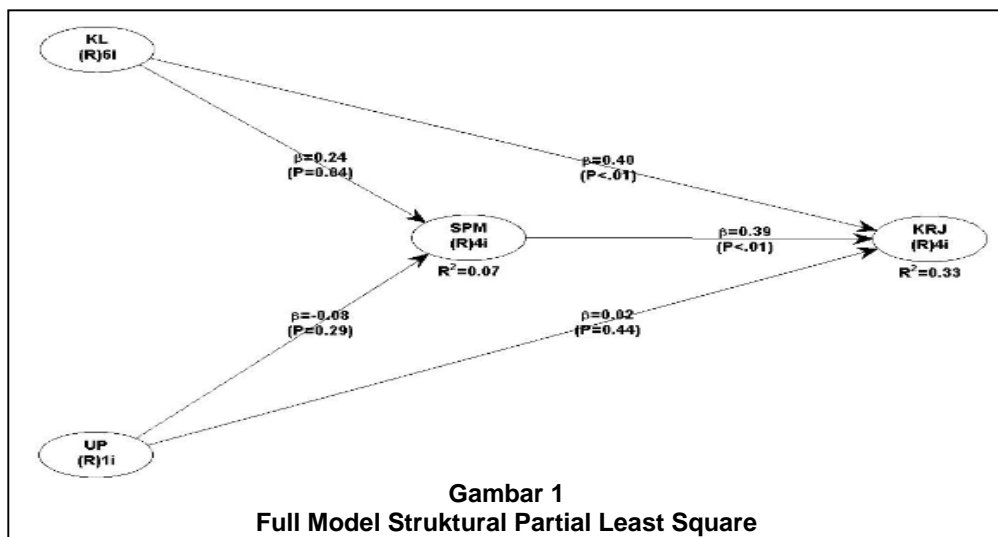 KL
(R)6i
β=0.24
(P=0.04)
β=0.40
(P<.01)
SPM
(R)4i
R²=0.07
β=0.39
(P<.01)
KRJ
(R)4i
R²=0.33
β=-0.08
(P=0.29)
β=0.02
(P=0.44)
UP
(R)1i
Gambar 1
Full Model Struktural Partial Least Square